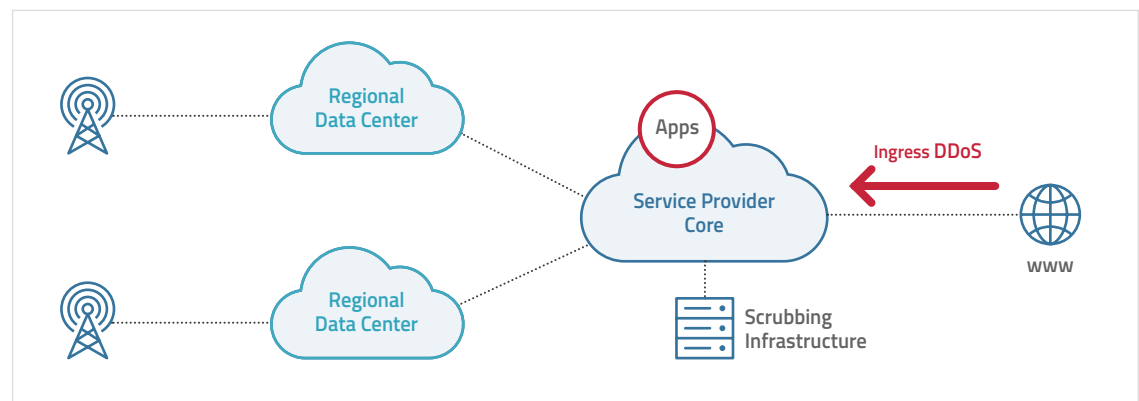 Regional
Data Center
Apps
Ingress DDoS
Service Provider
Core
www
Regional
Data Center
Scrubbing
Infrastructure